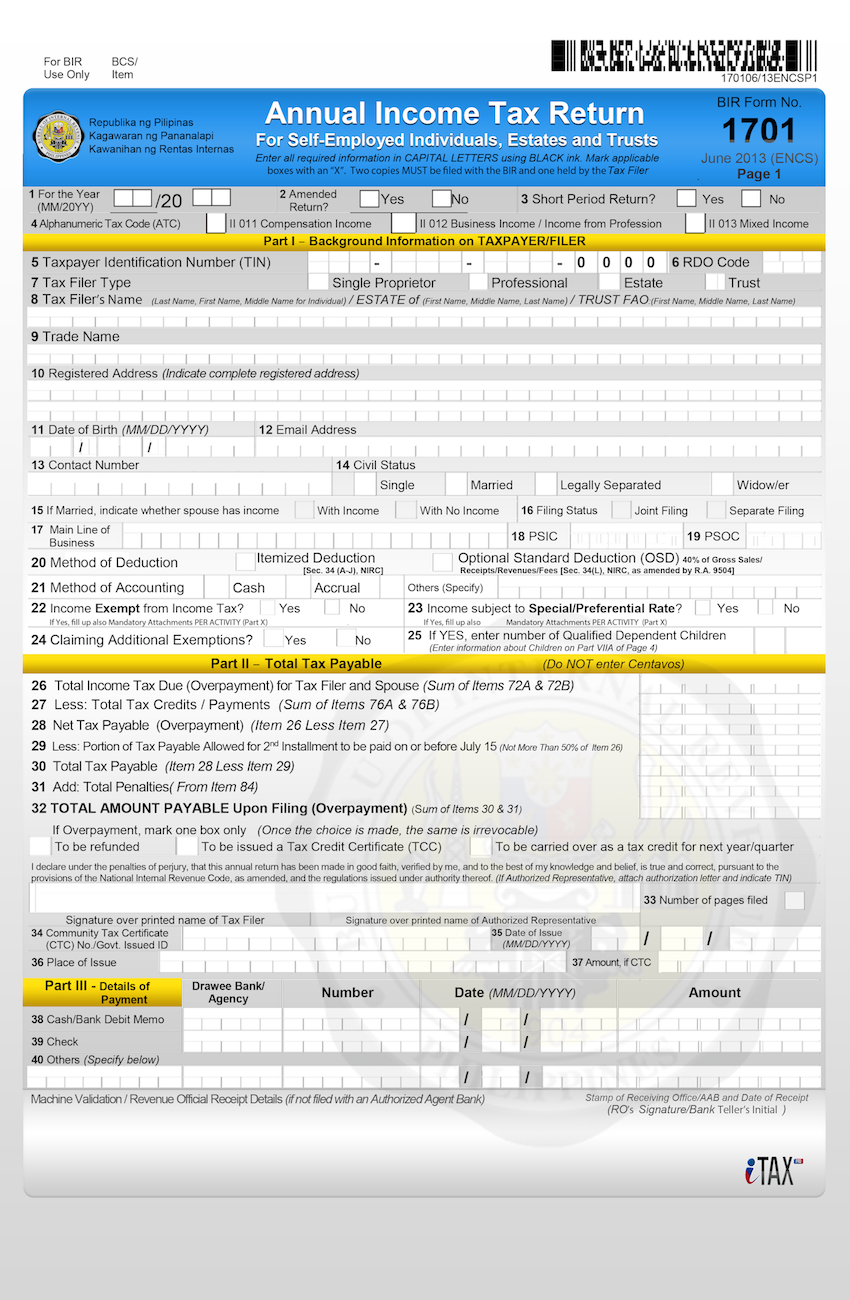 For BIR BCS/
Use Only Item
170106/13ENCSP1
Republika ng Pilipinas
Kagawaran ng Pananalapi
Kawanihan ng Rentas Internas
Annual Income Tax Return
For Self-Employed Individuals, Estates and Trusts
Enter all required information in CAPITAL LETTERS using BLACK ink. Mark applicable
boxes with an "X". Two copies MUST be filed with the BIR and one held by the Tax Filer
BIR Form No.
1701
June 2013 (ENCS)
Page 1
1 For the Year (MM/20YY) /20 2 Amended Return? Yes No 3 Short Period Return? Yes No
4 Alphanumeric Tax Code (ATC) II 011 Compensation Income II 012 Business Income / Income from Profession II 013 Mixed Income
Part I – Background Information on TAXPAYER/FILER
5 Taxpayer Identification Number (TIN) - - - 0 0 0 0 6 RDO Code
7 Tax Filer Type Single Proprietor Professional Estate Trust
8 Tax Filer's Name (Last Name, First Name, Middle Name for Individual) / ESTATE of (First Name, Middle Name, Last Name) / TRUST FAO:(First Name, Middle Name, Last Name)
9 Trade Name
10 Registered Address (Indicate complete registered address)
11 Date of Birth (MM/DD/YYYY) 12 Email Address
/ /
13 Contact Number 14 Civil Status
Single Married Legally Separated Widow/er
15 If Married, indicate whether spouse has income With Income With No Income 16 Filing Status Joint Filing Separate Filing
17 Main Line of Business 18 PSIC 19 PSOC
20 Method of Deduction Itemized Deduction Optional Standard Deduction (OSD) 40% of Gross Sales/
[Sec. 34 (A-J), NIRC] Receipts/Revenues/Fees [Sec. 34(L), NIRC, as amended by R.A. 9504]
21 Method of Accounting Cash Accrual Others (Specify)
22 Income Exempt from Income Tax? Yes No 23 Income subject to Special/Preferential Rate? Yes No
If Yes, fill up also Mandatory Attachments PER ACTIVITY (Part X) If Yes, fill up also Mandatory Attachments PER ACTIVITY (Part X)
24 Claiming Additional Exemptions? Yes No 25 If YES, enter number of Qualified Dependent Children
(Enter information about Children on Part VIIA of Page 4)
Part II – Total Tax Payable (Do NOT enter Centavos)
26 Total Income Tax Due (Overpayment) for Tax Filer and Spouse (Sum of Items 72A & 72B)
27 Less: Total Tax Credits / Payments (Sum of Items 76A & 76B)
28 Net Tax Payable (Overpayment) (Item 26 Less Item 27)
29 Less: Portion of Tax Payable Allowed for 2nd Installment to be paid on or before July 15 (Not More Than 50% of Item 26)
30 Total Tax Payable (Item 28 Less Item 29)
31 Add: Total Penalties( From Item 84)
32 TOTAL AMOUNT PAYABLE Upon Filing (Overpayment) (Sum of Items 30 & 31)
If Overpayment, mark one box only (Once the choice is made, the same is irrevocable)
To be refunded To be issued a Tax Credit Certificate (TCC) To be carried over as a tax credit for next year/quarter
I declare under the penalties of perjury, that this annual return has been made in good faith, verified by me, and to the best of my knowledge and belief, is true and correct, pursuant to the
provisions of the National Internal Revenue Code, as amended, and the regulations issued under authority thereof. (If Authorized Representative, attach authorization letter and indicate TIN)
33 Number of pages filed
Signature over printed name of Tax Filer Signature over printed name of Authorized Representative
34 Community Tax Certificate (CTC) No./Govt. Issued ID 35 Date of Issue (MM/DD/YYYY) / /
36 Place of Issue 37 Amount, if CTC
Part III - Details of Payment Drawee Bank/ Agency Number Date (MM/DD/YYYY) Amount
38 Cash/Bank Debit Memo / /
39 Check / /
40 Others (Specify below)
/ /
Machine Validation / Revenue Official Receipt Details (if not filed with an Authorized Agent Bank) Stamp of Receiving Office/AAB and Date of Receipt
(RO's Signature/Bank Teller's Initial )
iTAX